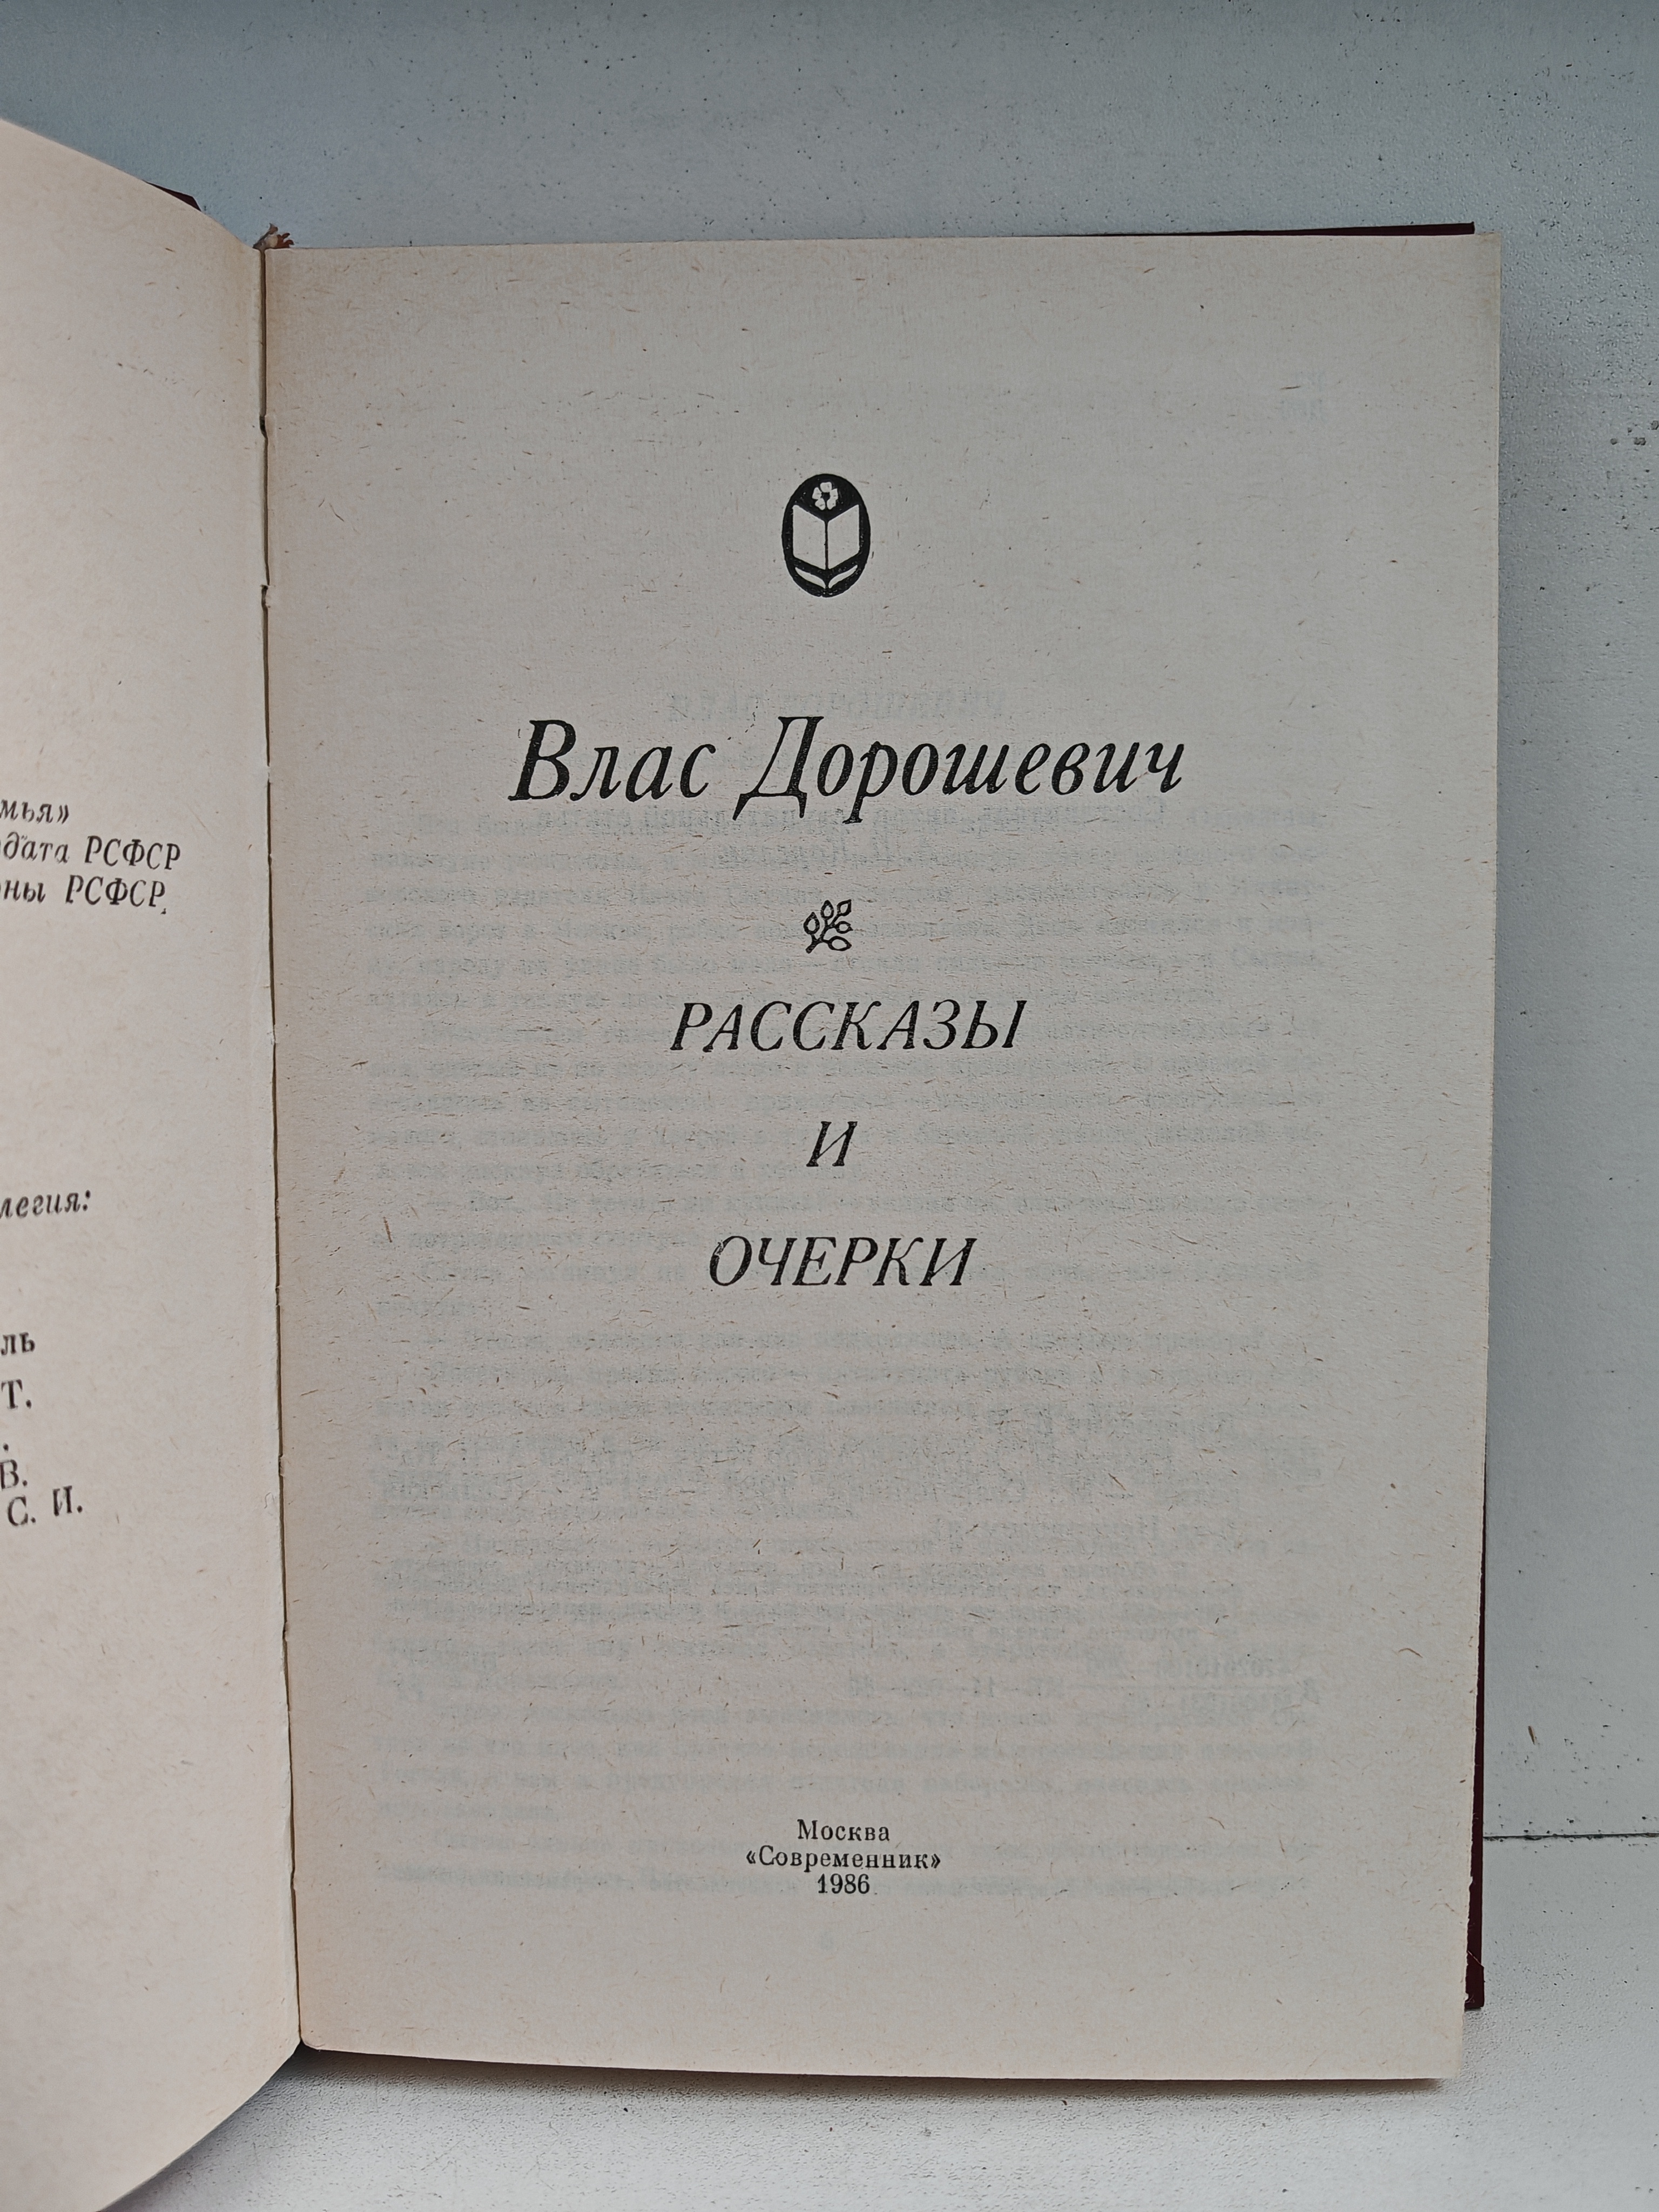 мья»
дата РСФСР
ны РСФСР,
легия:
ль
Т.
В.
С. И.
Влас Дорошевич
РАССКАЗЫ
И
ОЧЕРКИ
Москва
«Современник»
1986